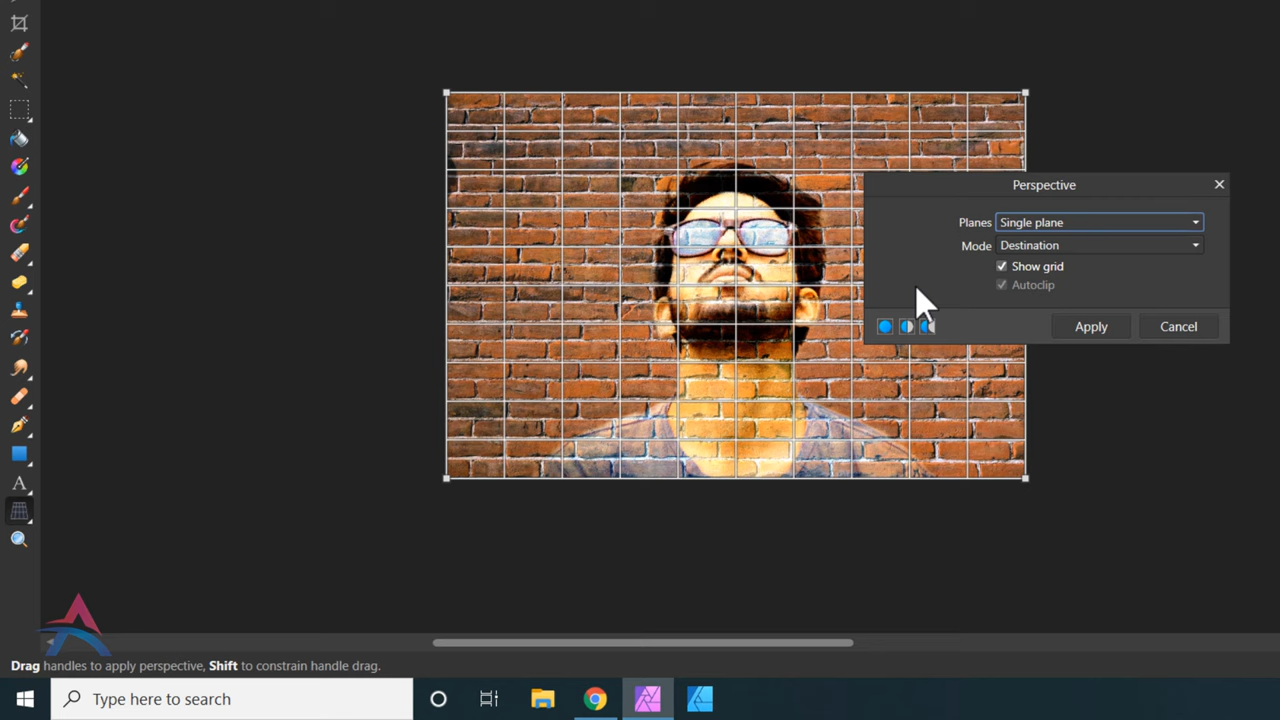 Perspective
Planes Single plane
Mode Destination
Show grid
Autoclip
Apply Cancel
A
Drag handles to apply perspective, Shift to constrain handle drag.
Type here to search